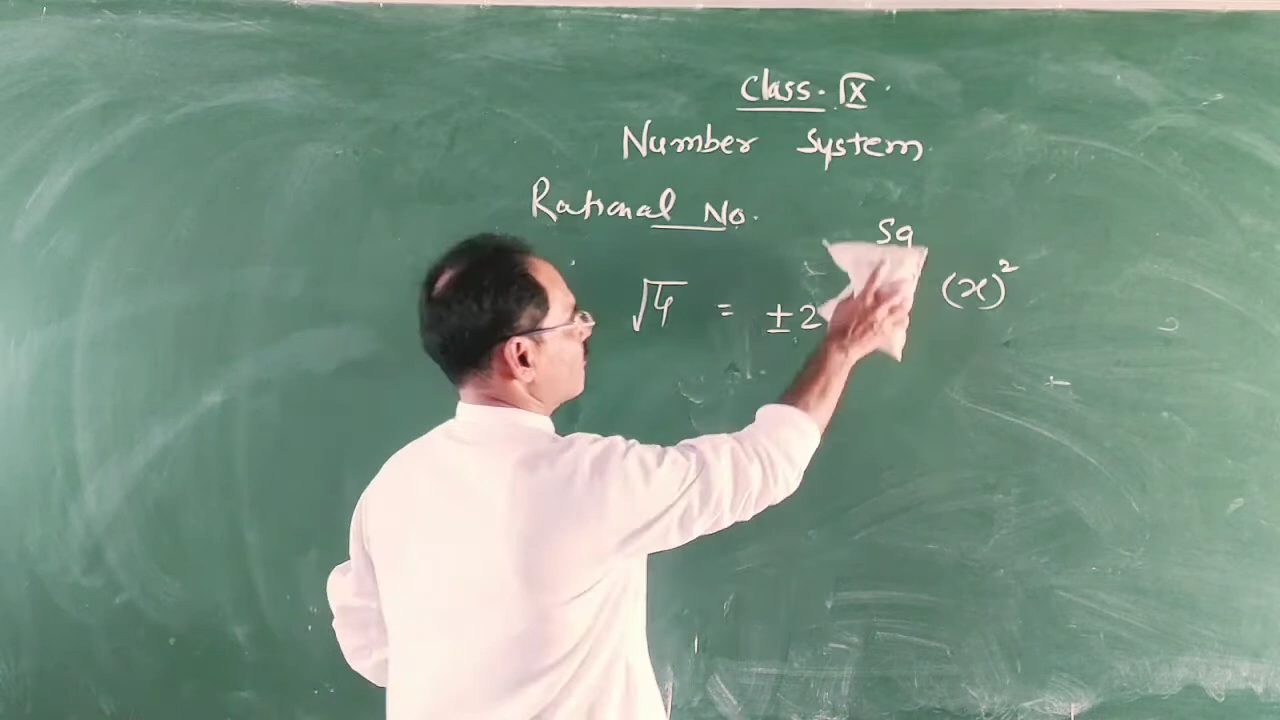 Class. IX.
Number System
Rational No.
Sq
√4 = ±2 (x)²